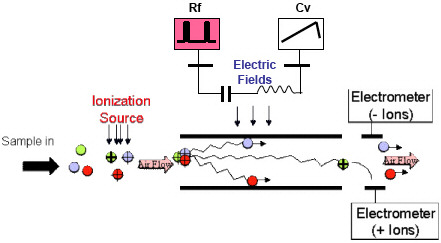 Rf
Cv
Electric
Fields
Ionization
Source
Electrometer
(- Ions)
Sample in
Air Flow
Air Flow
Electrometer
(+ Ions)